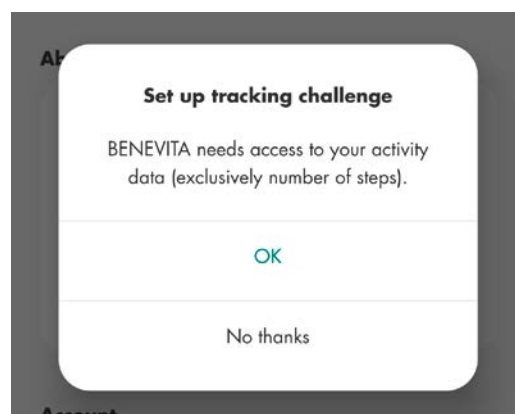 Set up tracking challenge
BENEVITA needs access to your activity
data (exclusively number of steps).
OK
No thanks